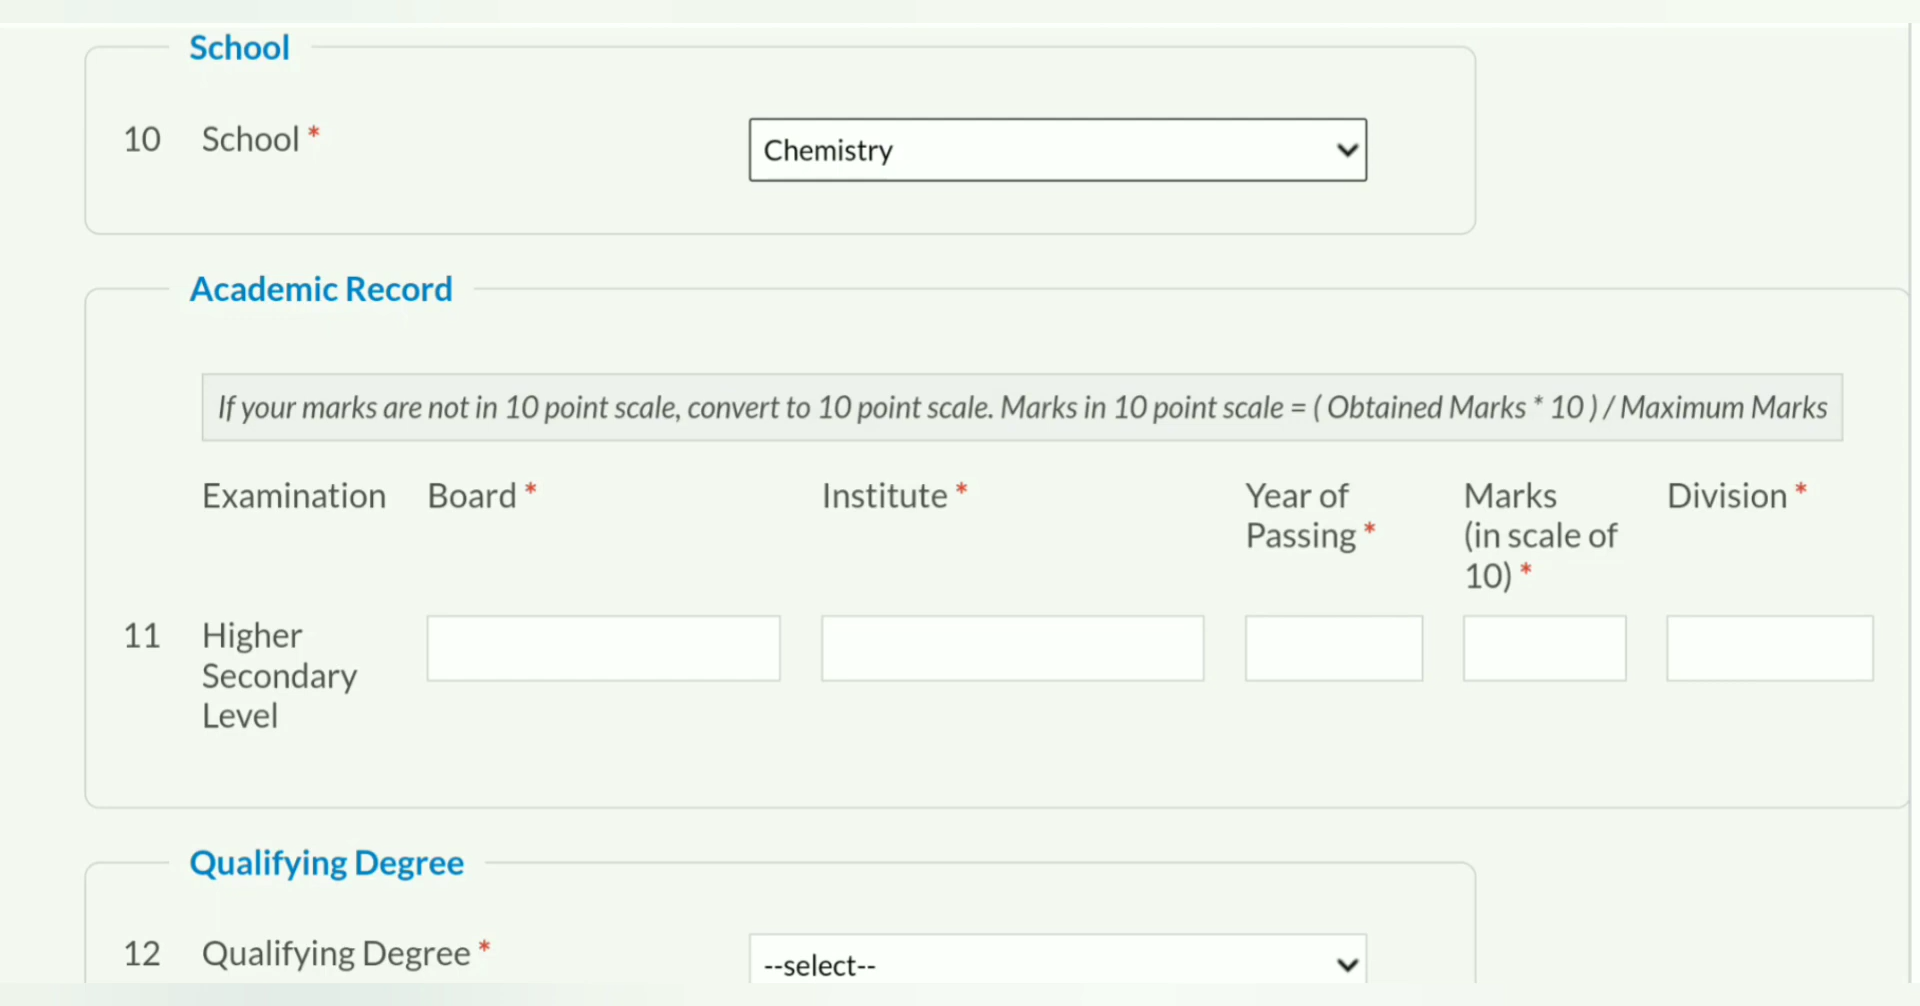 School
10 School * Chemistry
Academic Record
If your marks are not in 10 point scale, convert to 10 point scale. Marks in 10 point scale = ( Obtained Marks * 10 ) / Maximum Marks
Examination Board * Institute * Year of Passing * Marks (in scale of 10) * Division *
11 Higher Secondary Level
Qualifying Degree
12 Qualifying Degree * --select--